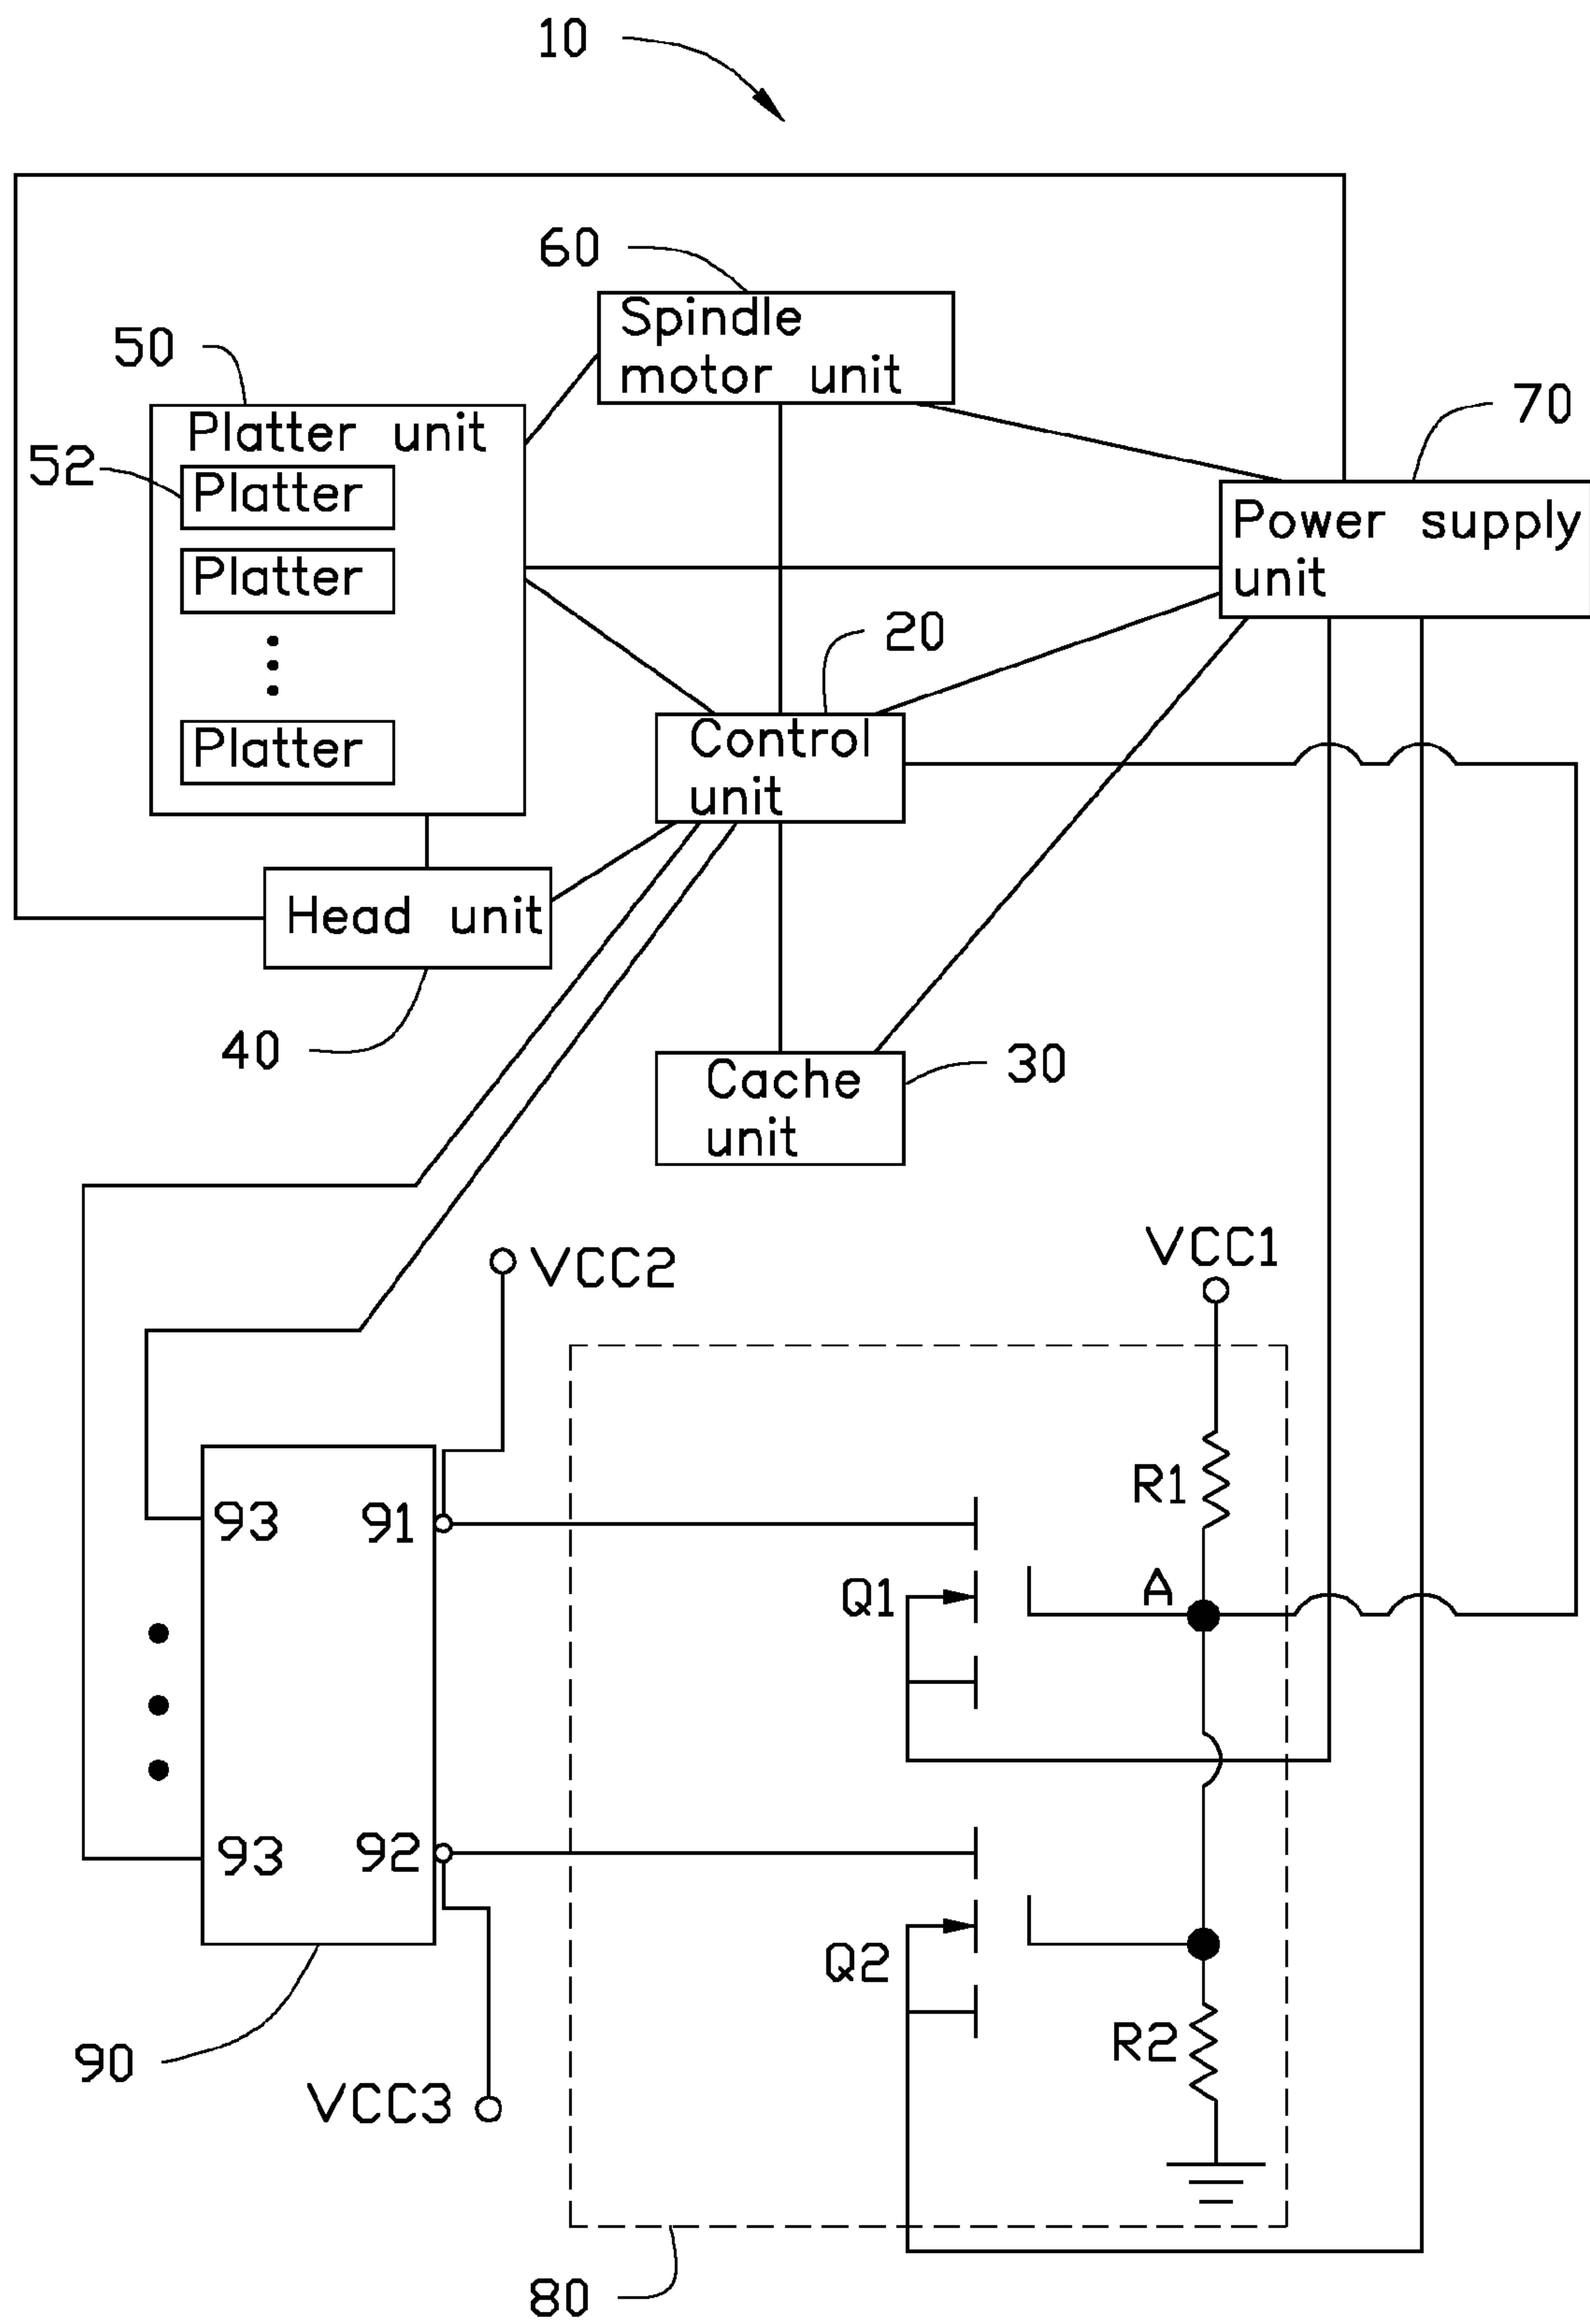 10
60
Spindle
motor unit
50
Platter unit
70
52
Platter
Power supply
unit
Platter
20
Platter
Control
unit
Head unit
40
30
Cache
unit
VCC1
VCC2
R1
93
91
Q1
A
93
92
Q2
R2
90
VCC3
80